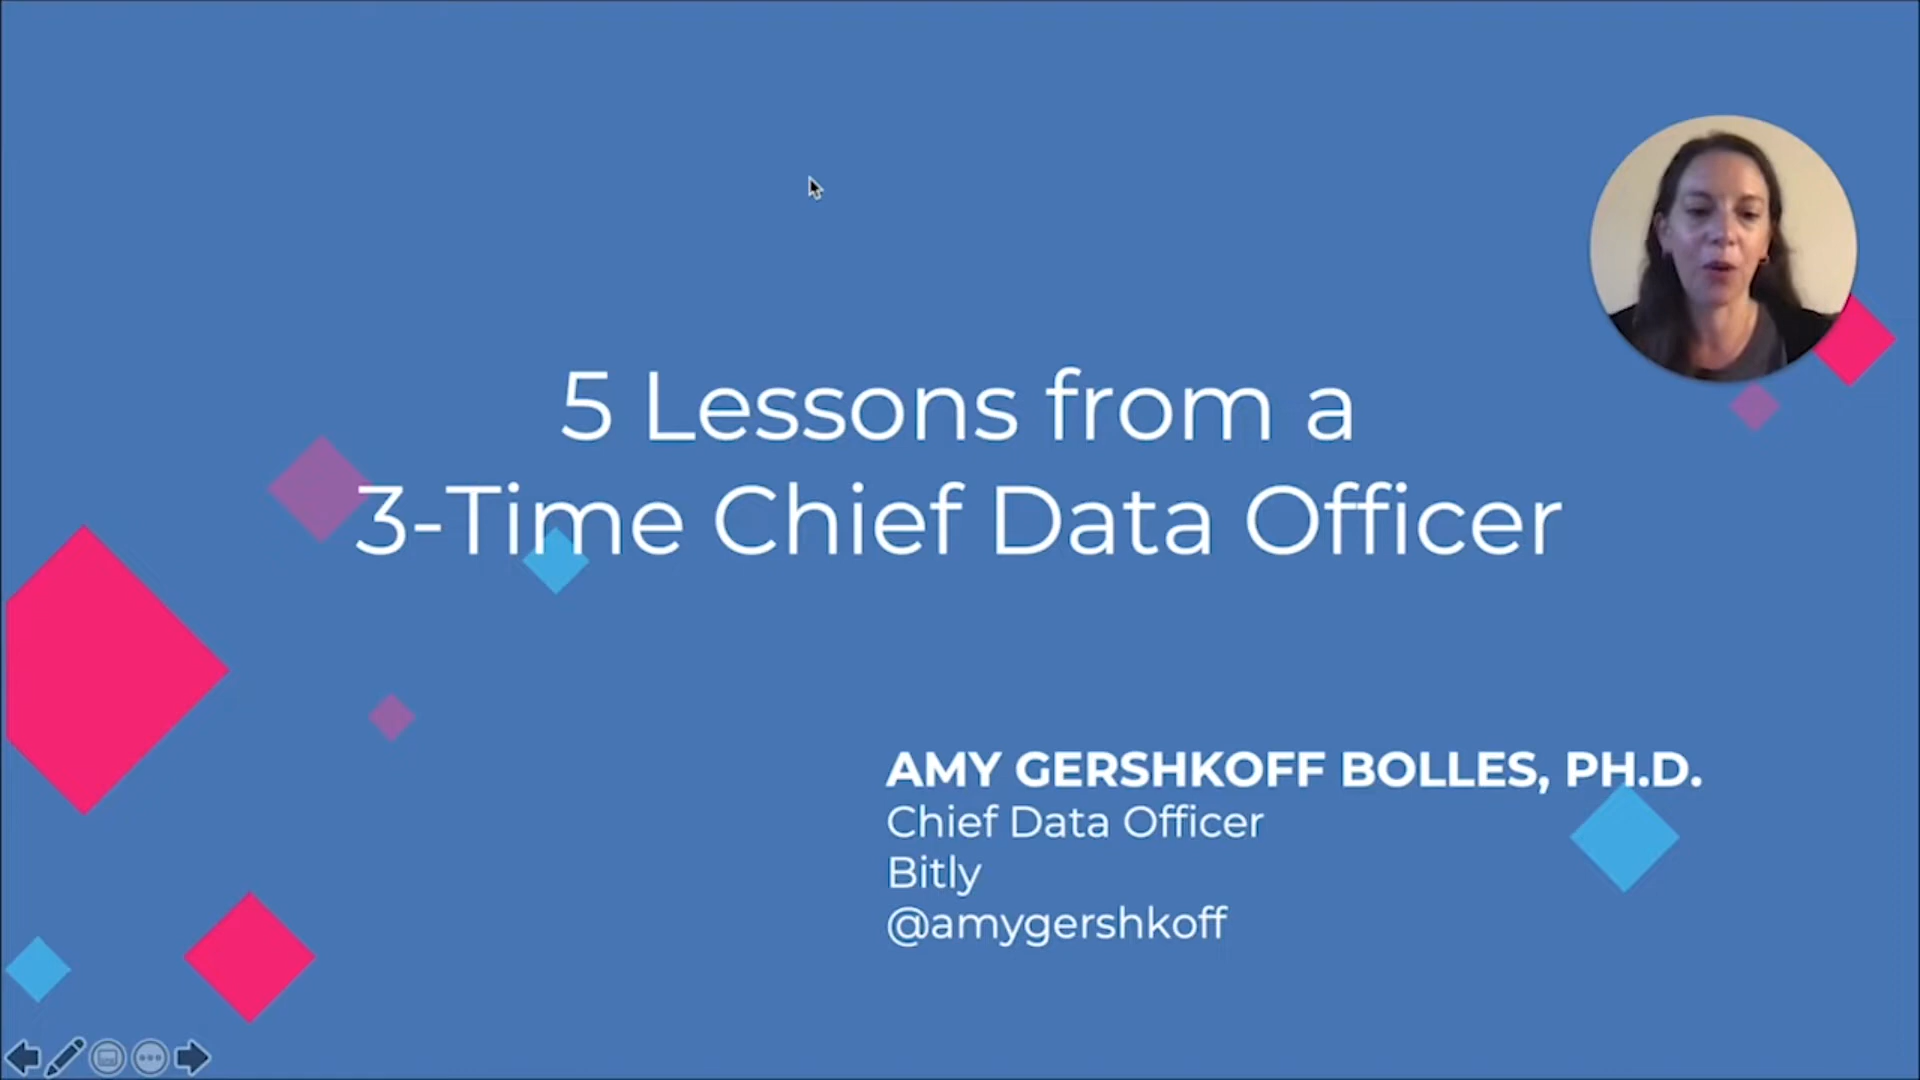 5 Lessons from a
3-Time Chief Data Officer
AMY GERSHKOFF BOLLES, PH.D.
Chief Data Officer
Bitly
@amygershkoff